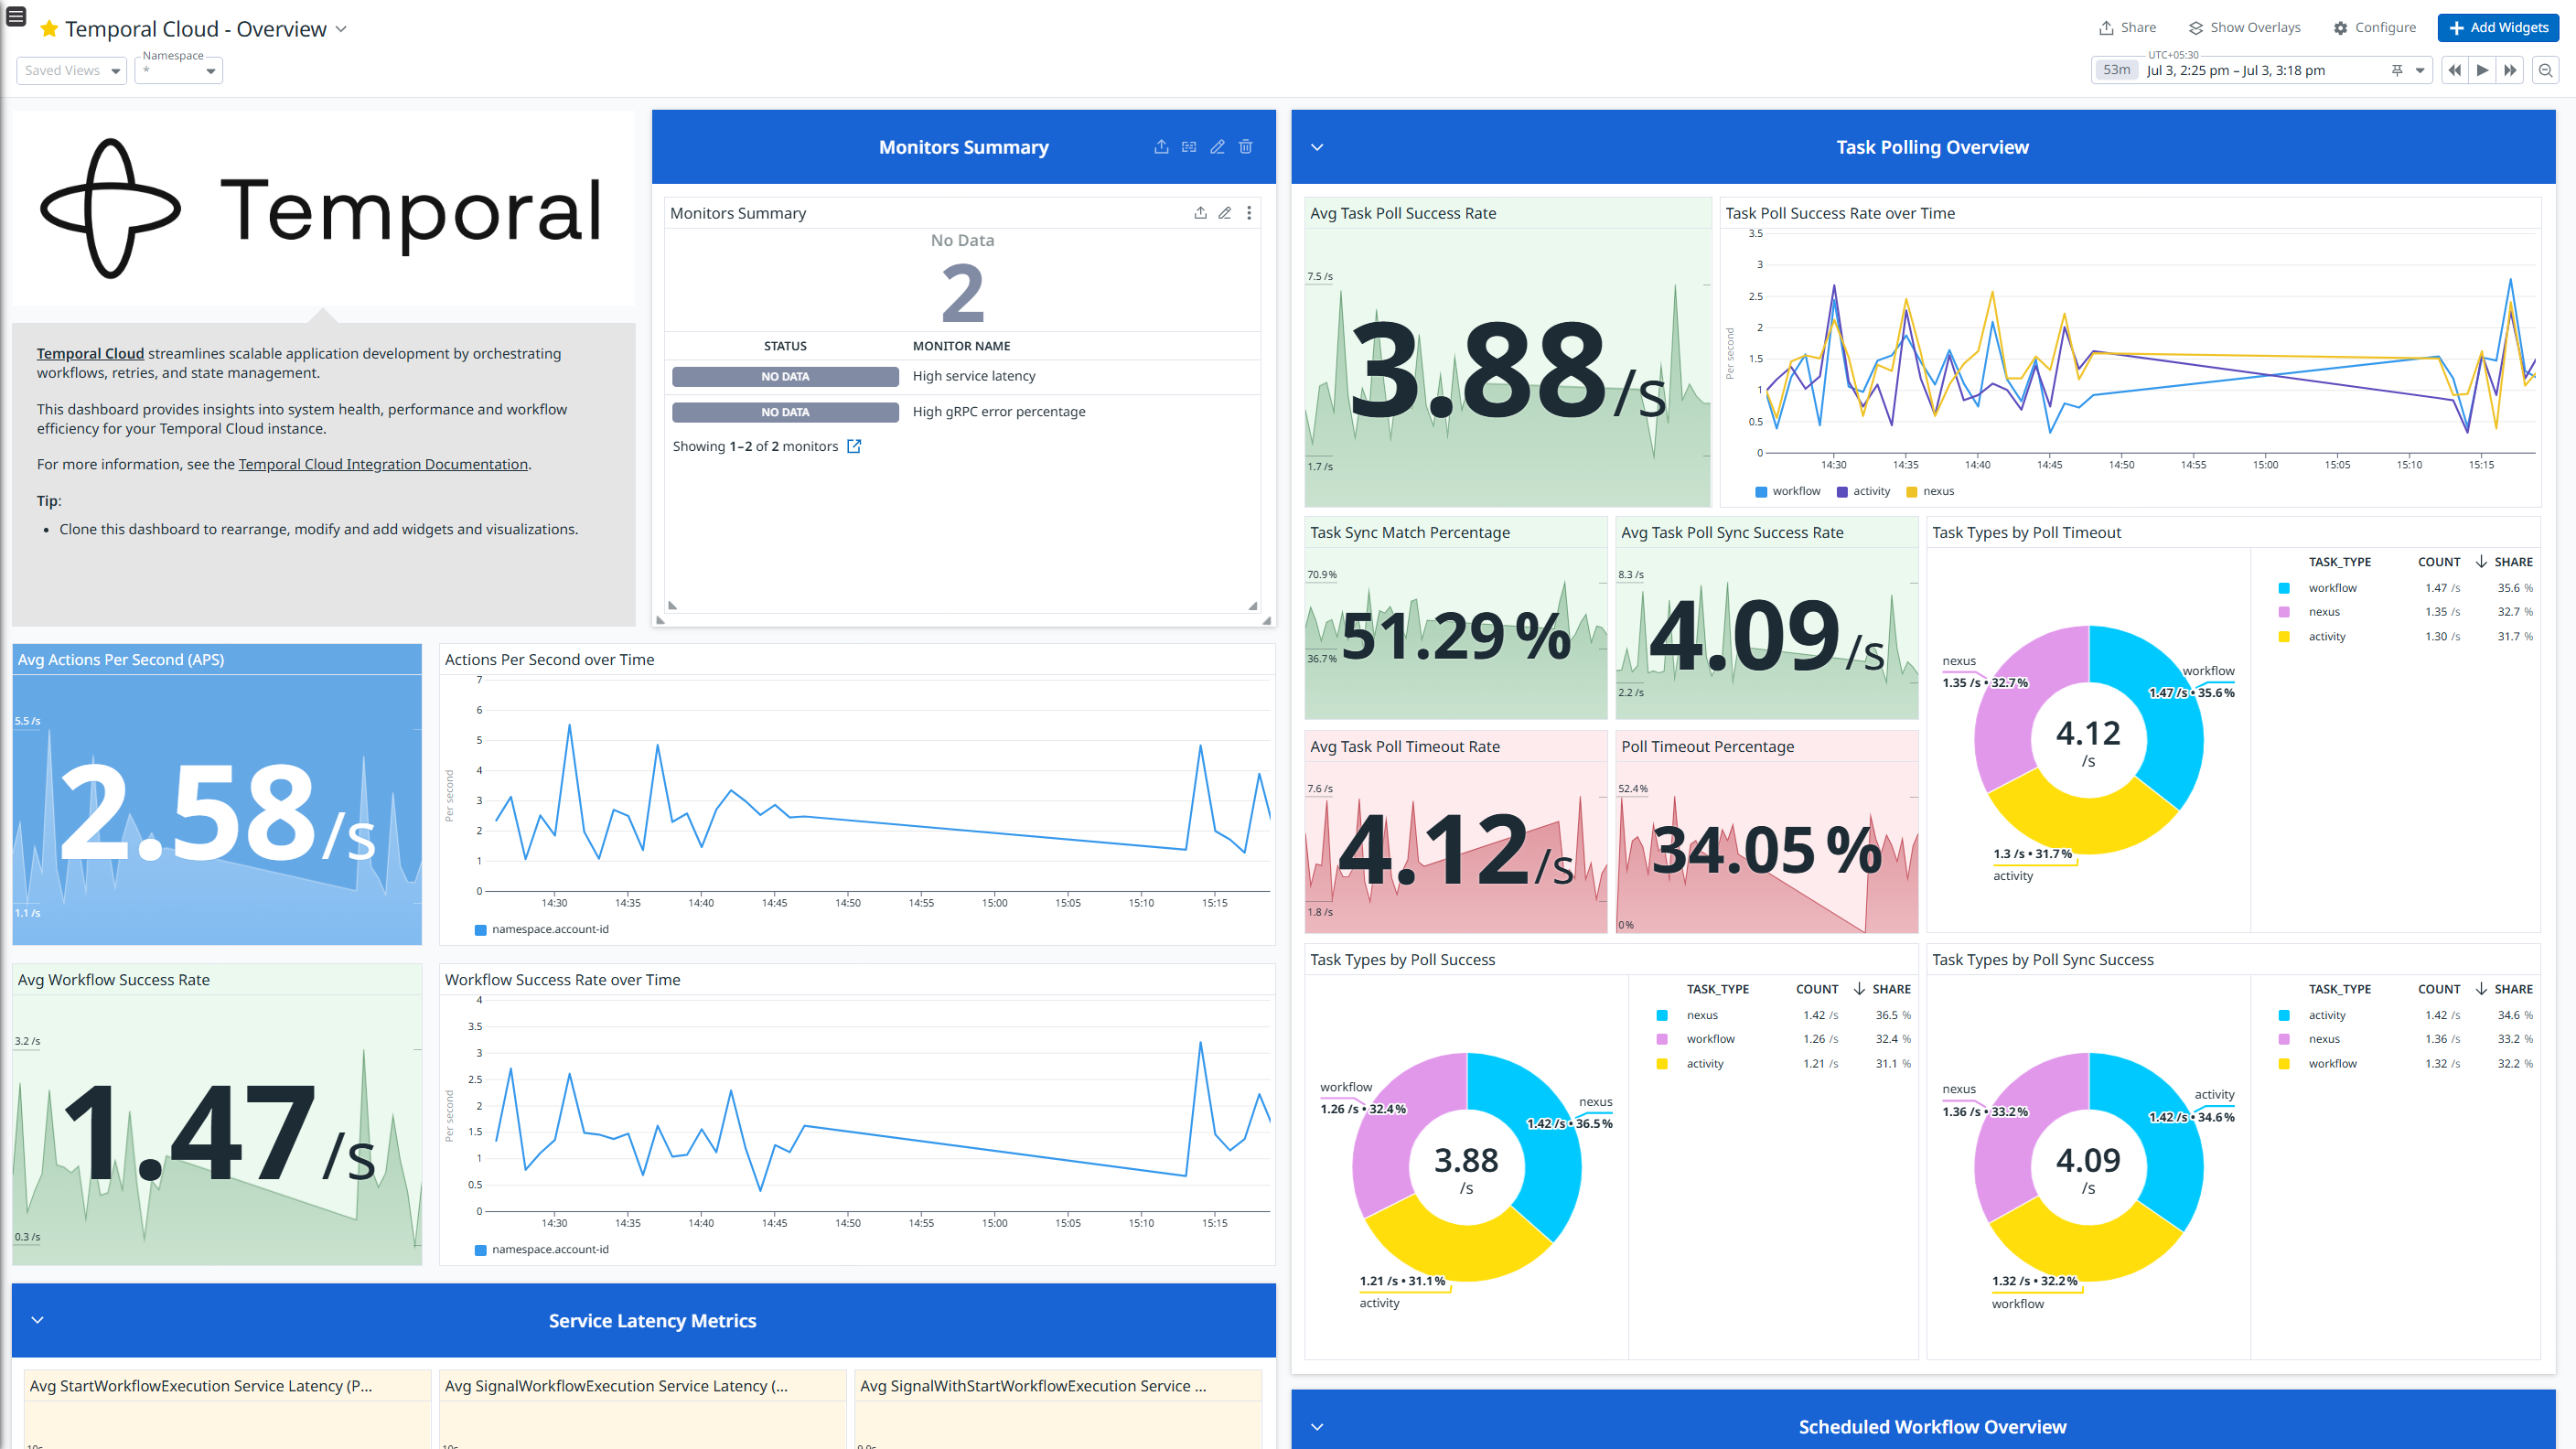 Temporal Cloud - Overview
Share
Show Overlays
Configure
Add Widgets
Saved Views
Namespace
*
UTC+05:30
53m
Jul 3, 2:25 pm – Jul 3, 3:18 pm
Temporal
Temporal Cloud streamlines scalable application development by orchestrating
workflows, retries, and state management.
This dashboard provides insights into system health, performance and workflow
efficiency for your Temporal Cloud instance.
For more information, see the Temporal Cloud Integration Documentation.
Tip:
• Clone this dashboard to rearrange, modify and add widgets and visualizations.
Monitors Summary
Monitors Summary
No Data
2
STATUS MONITOR NAME
NO DATA High service latency
NO DATA High gRPC error percentage
Showing 1–2 of 2 monitors
Avg Actions Per Second (APS)
5.5 /s
2.58/s
1.1 /s
Actions Per Second over Time
7
6
5
4
3
2
1
0
Per second
14:30 14:35 14:40 14:45 14:50 14:55 15:00 15:05 15:10 15:15
namespace.account-id
Avg Workflow Success Rate
3.2 /s
1.47/s
0.3 /s
Workflow Success Rate over Time
4
3.5
3
2.5
2
1.5
1
0.5
0
Per second
14:30 14:35 14:40 14:45 14:50 14:55 15:00 15:05 15:10 15:15
namespace.account-id
Service Latency Metrics
Avg StartWorkflowExecution Service Latency (P...
Avg SignalWorkflowExecution Service Latency (...
Avg SignalWithStartWorkflowExecution Service ...
Task Polling Overview
Avg Task Poll Success Rate
7.5 /s
3.88/s
1.7 /s
Task Poll Success Rate over Time
3.5
3
2.5
2
1.5
1
0.5
0
Per second
14:30 14:35 14:40 14:45 14:50 14:55 15:00 15:05 15:10 15:15
workflow activity nexus
Task Sync Match Percentage
70.9%
51.29%
36.7%
Avg Task Poll Sync Success Rate
8.3 /s
4.09/s
2.2 /s
Task Types by Poll Timeout
TASK_TYPE COUNT SHARE
workflow 1.47 /s 35.6 %
nexus 1.35 /s 32.7 %
activity 1.30 /s 31.7 %
nexus
1.35 /s • 32.7%
workflow
1.47 /s • 35.6%
4.12
/s
1.3 /s • 31.7%
activity
Avg Task Poll Timeout Rate
7.6 /s
4.12/s
1.8 /s
Poll Timeout Percentage
52.4%
34.05%
0%
Task Types by Poll Success
TASK_TYPE COUNT SHARE
nexus 1.42 /s 36.5 %
workflow 1.26 /s 32.4 %
activity 1.21 /s 31.1 %
workflow
1.26 /s • 32.4%
nexus
1.42 /s • 36.5%
3.88
/s
1.21 /s • 31.1%
activity
Task Types by Poll Sync Success
TASK_TYPE COUNT SHARE
activity 1.42 /s 34.6 %
nexus 1.36 /s 33.2 %
workflow 1.32 /s 32.2 %
nexus
1.36 /s • 33.2%
activity
1.42 /s • 34.6%
4.09
/s
1.32 /s • 32.2%
workflow
Scheduled Workflow Overview